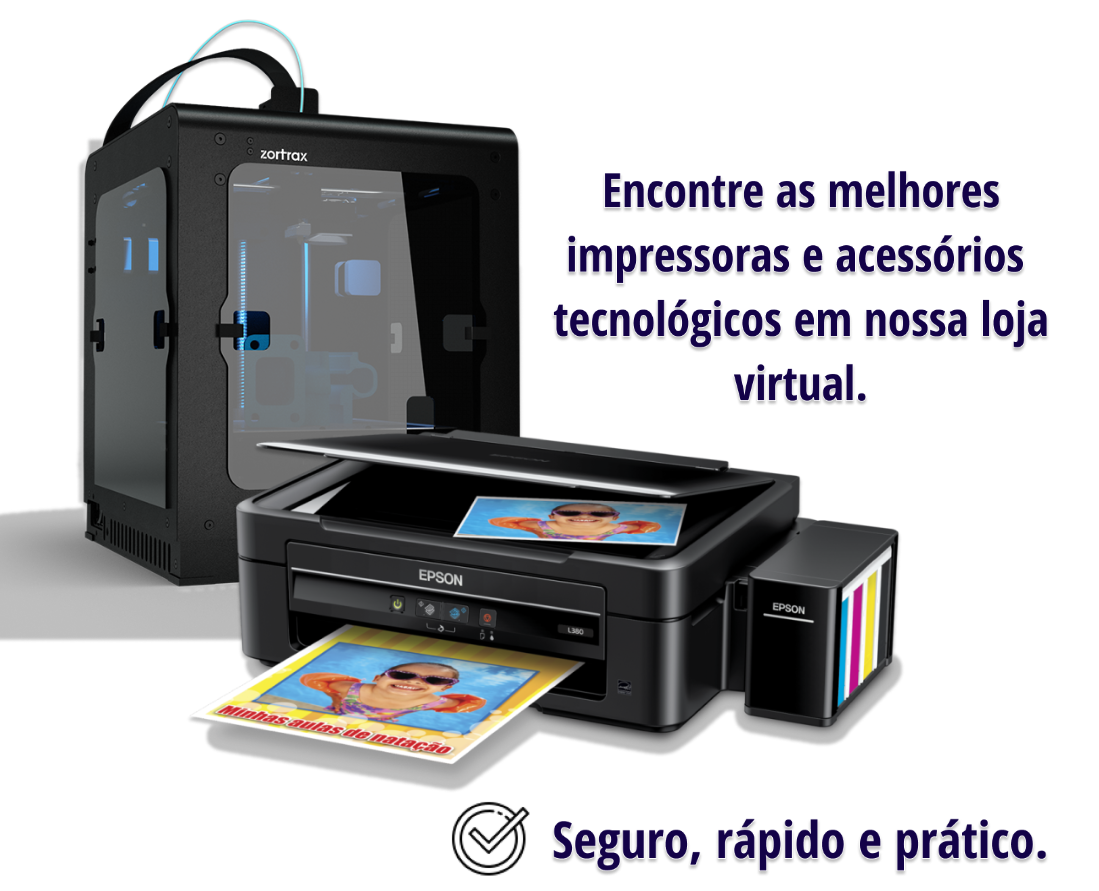 zortrax
Encontre as melhores
impressoras e acessórios
tecnológicos em nossa loja
virtual.
EPSON
L380
EPSON
Minhas aulas de natação
Seguro, rápido e prático.